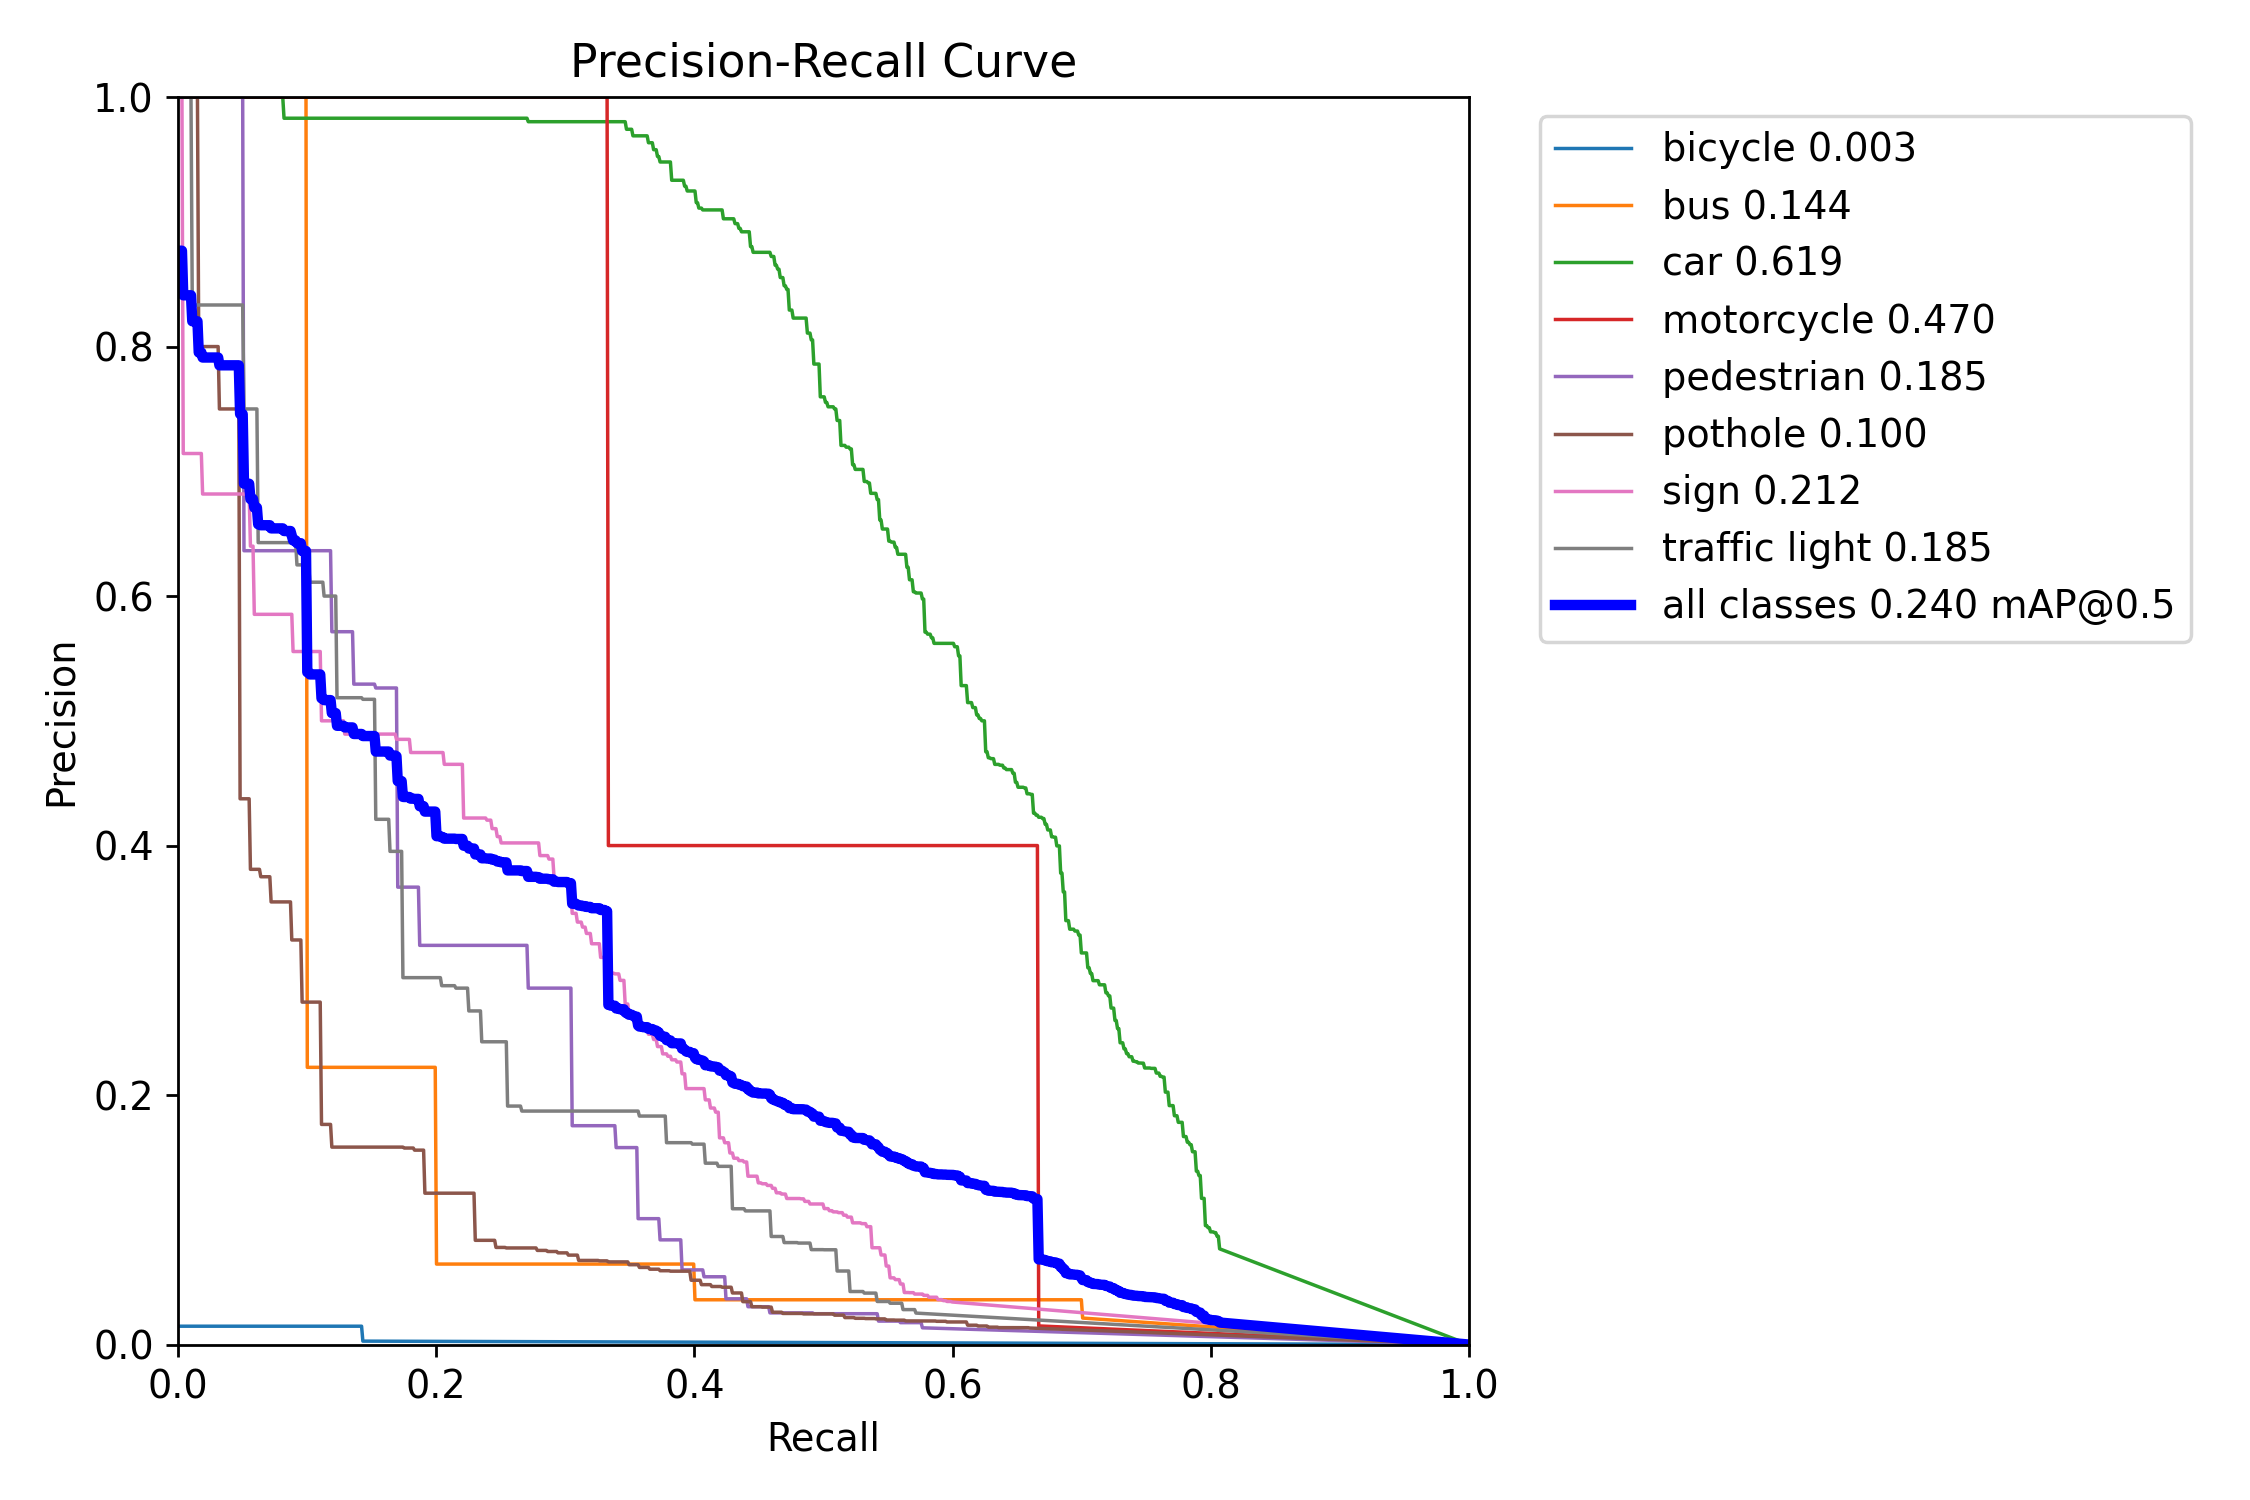 Precision-Recall Curve
1.0
0.8
0.6
0.4
0.2
0.0
Precision
0.0 0.2 0.4 0.6 0.8 1.0
Recall
bicycle 0.003
bus 0.144
car 0.619
motorcycle 0.470
pedestrian 0.185
pothole 0.100
sign 0.212
traffic light 0.185
all classes 0.240 mAP@0.5